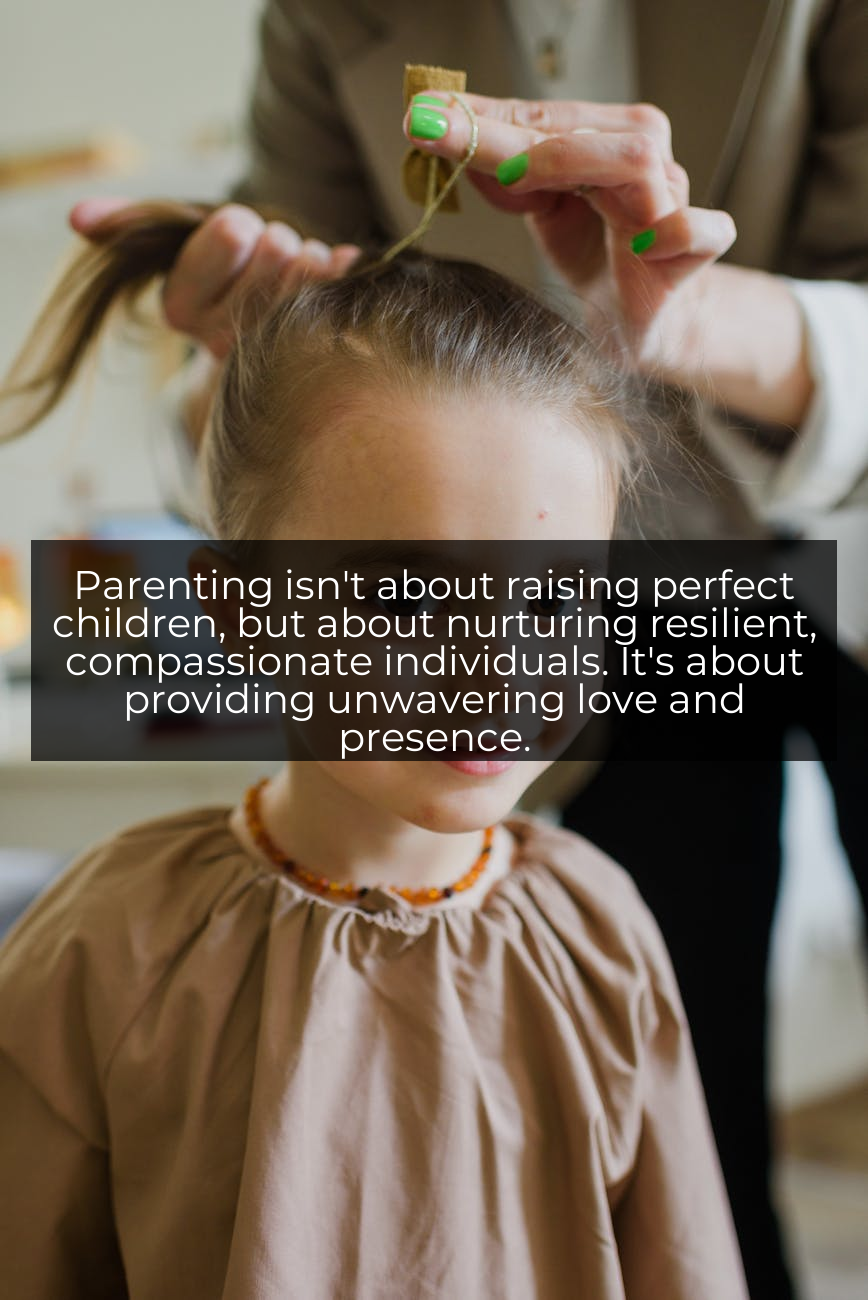 Parenting isn't about raising perfect
children, but about nurturing resilient,
compassionate individuals. It's about
providing unwavering love and
presence.